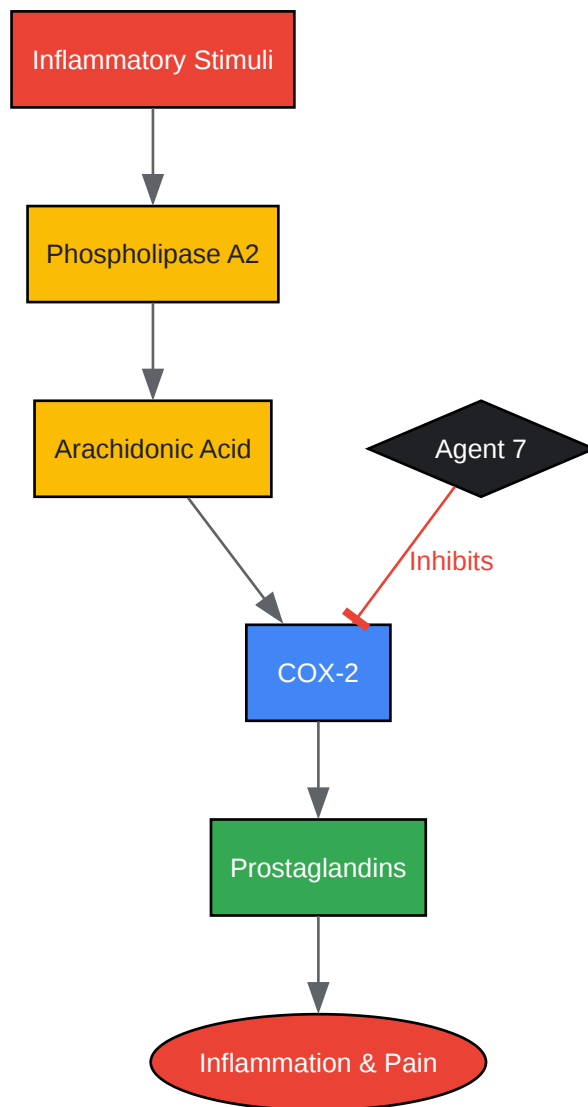 Inflammatory Stimuli
Phospholipase A2
Arachidonic Acid
Agent 7
Inhibits
COX-2
Prostaglandins
Inflammation & Pain